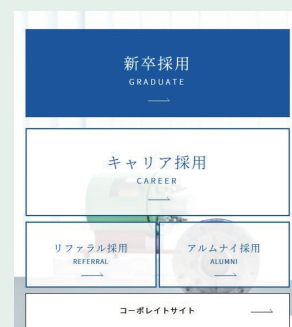 新卒採用
GRADUATE
キャリア採用
CAREER
リファラル採用
REFERRAL
アルムナイ採用
ALUMNI
コーポレイトサイト